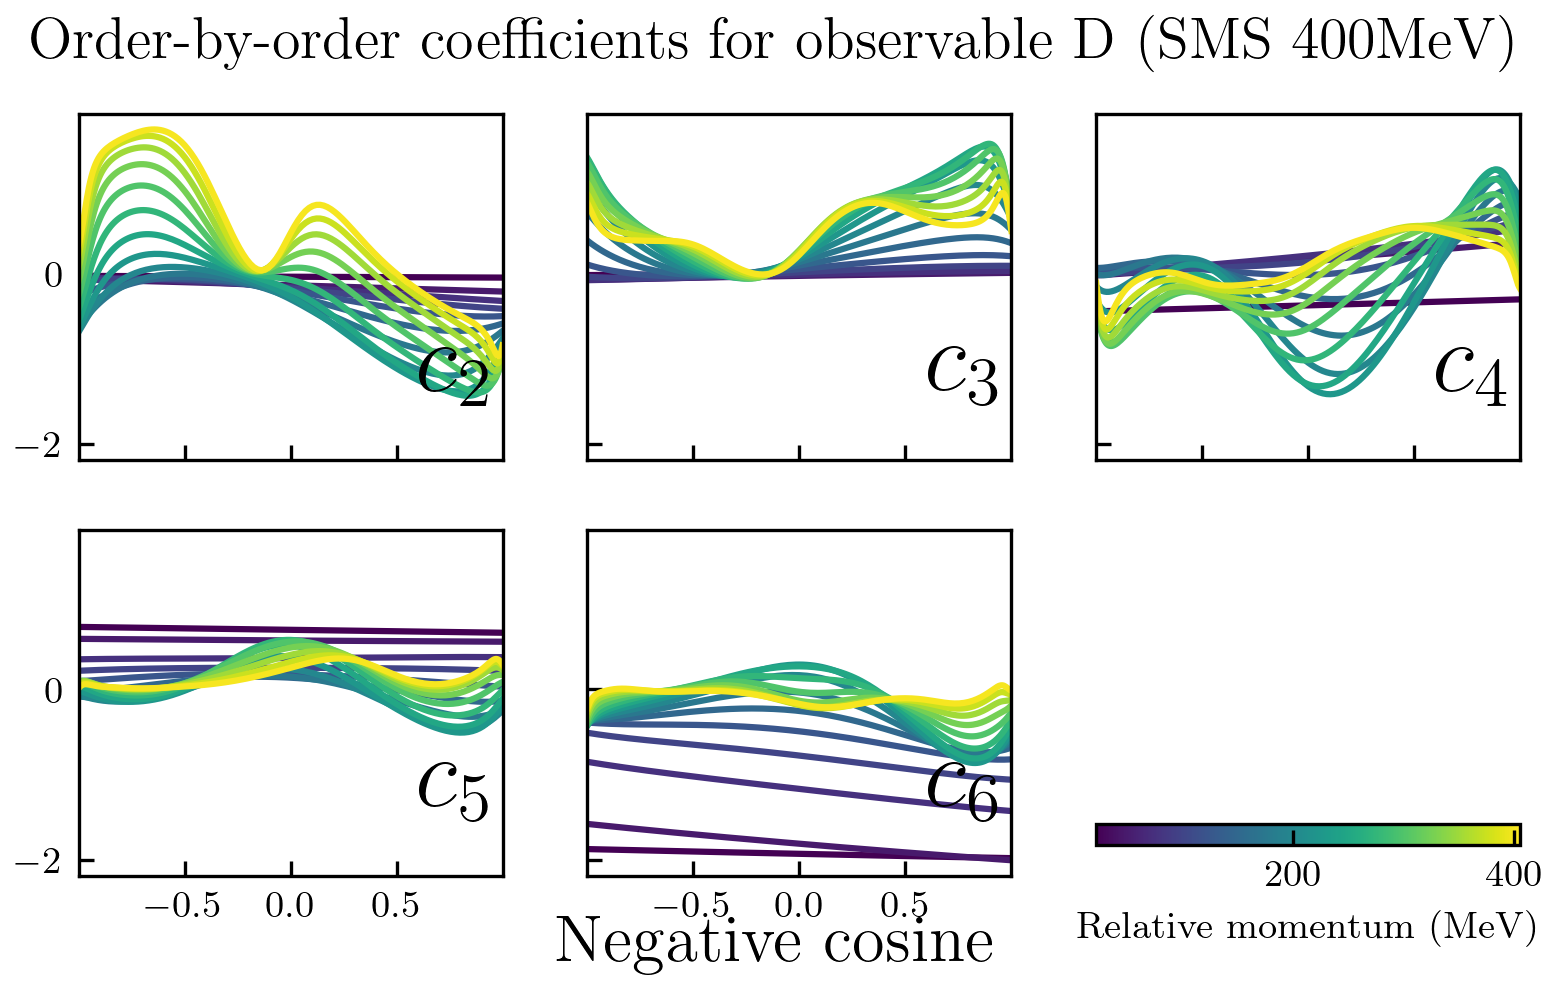 Order-by-order coefficients for observable D (SMS 400MeV)
0
−2
c2
c3
c4
0
−2
c5
c6
−0.5 0.0 0.5
−0.5 0.0 0.5
Negative cosine
200 400
Relative momentum (MeV)